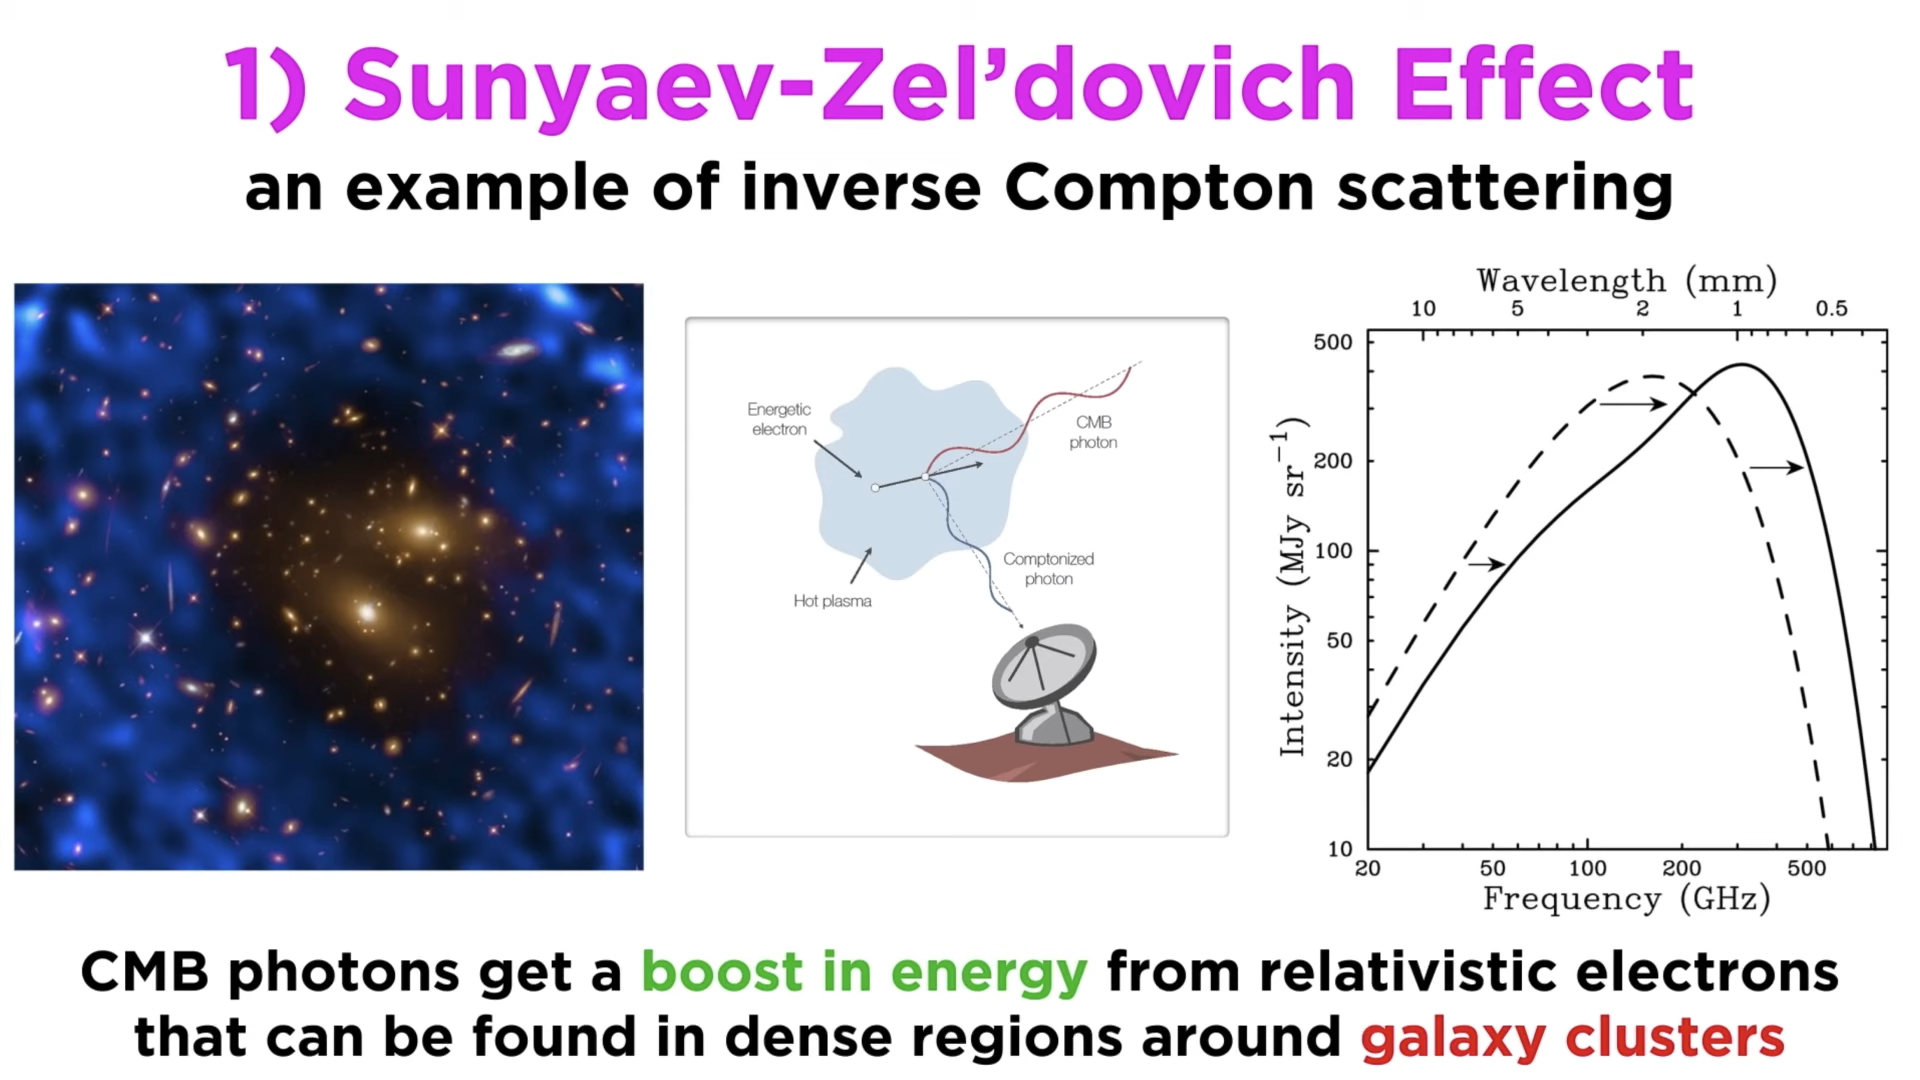 1) Sunyaev-Zel’dovich Effect
an example of inverse Compton scattering
Energetic
electron
CMB
photon
Comptonized
photon
Hot plasma
Wavelength (mm)
10 5 2 1 0.5
Intensity (MJy sr⁻¹)
500
200
100
50
20
10
20 50 100 200 500
Frequency (GHz)
CMB photons get a boost in energy from relativistic electrons
that can be found in dense regions around galaxy clusters